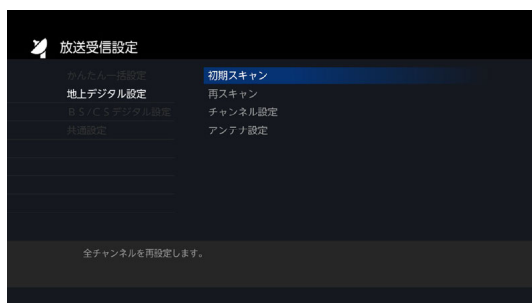 放送受信設定
かんたん一括設定
地上デジタル設定
BS/CSデジタル設定
共通設定
初期スキャン
再スキャン
チャンネル設定
アンテナ設定
全チャンネルを再設定します。